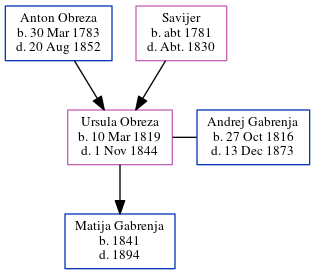 Anton Obreza
b. 30 Mar 1783
d. 20 Aug 1852
Savijer
b. abt 1781
d. Abt. 1830
Ursula Obreza
b. 10 Mar 1819
d. 1 Nov 1844
Andrej Gabrenja
b. 27 Oct 1816
d. 13 Dec 1873
Matija Gabrenja
b. 1841
d. 1894